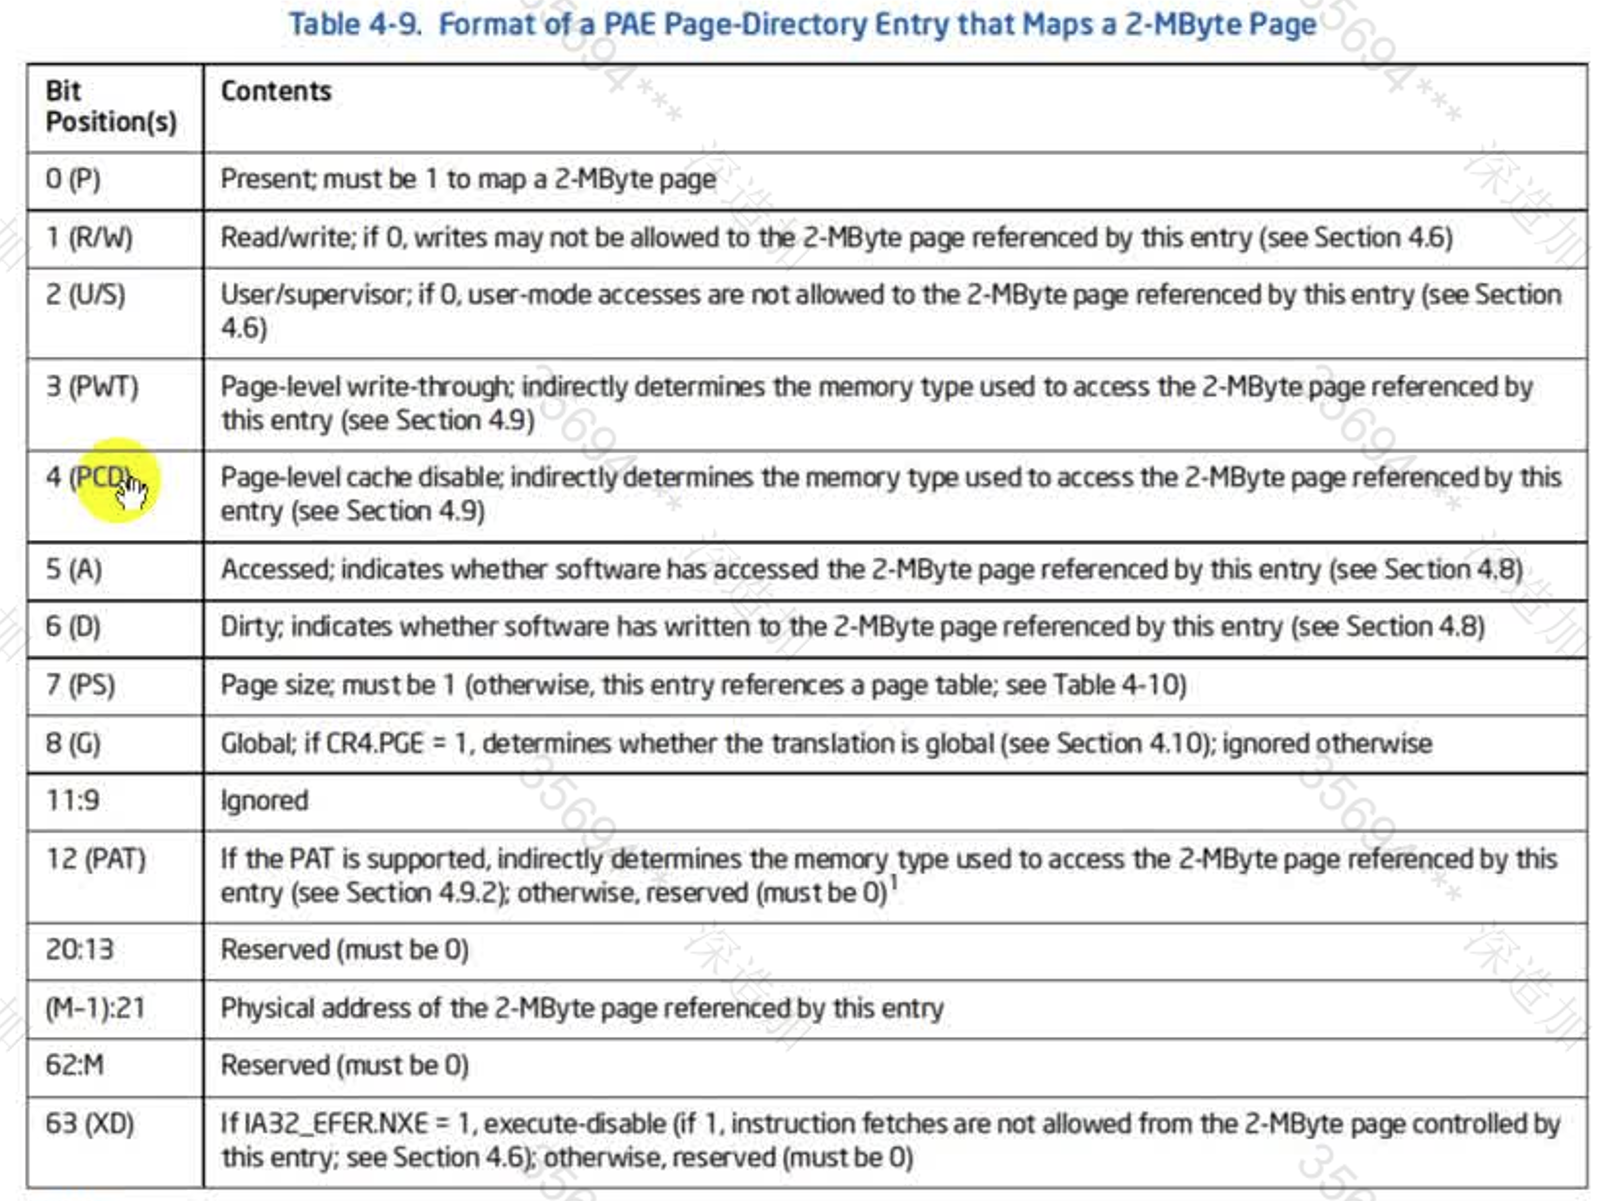 Table 4-9. Format of a PAE Page-Directory Entry that Maps a 2-MByte Page
Bit
Position(s)
Contents
0 (P)
Present; must be 1 to map a 2-MByte page
1 (R/W)
Read/write; if 0, writes may not be allowed to the 2-MByte page referenced by this entry (see Section 4.6)
2 (U/S)
User/supervisor; if 0, user-mode accesses are not allowed to the 2-MByte page referenced by this entry (see Section
4.6)
3 (PWT)
Page-level write-through; indirectly determines the memory type used to access the 2-MByte page referenced by
this entry (see Section 4.9)
4 (PCD)
Page-level cache disable; indirectly determines the memory type used to access the 2-MByte page referenced by this
entry (see Section 4.9)
5 (A)
Accessed; indicates whether software has accessed the 2-MByte page referenced by this entry (see Section 4.8)
6 (D)
Dirty; indicates whether software has written to the 2-MByte page referenced by this entry (see Section 4.8)
7 (PS)
Page size; must be 1 (otherwise, this entry references a page table; see Table 4-10)
8 (G)
Global; if CR4.PGE = 1, determines whether the translation is global (see Section 4.10); ignored otherwise
11:9
Ignored
12 (PAT)
If the PAT is supported, indirectly determines the memory type used to access the 2-MByte page referenced by this
entry (see Section 4.9.2); otherwise, reserved (must be 0)1
20:13
Reserved (must be 0)
(M–1):21
Physical address of the 2-MByte page referenced by this entry
62:M
Reserved (must be 0)
63 (XD)
If IA32_EFER.NXE = 1, execute-disable (if 1, instruction fetches are not allowed from the 2-MByte page controlled by
this entry; see Section 4.6); otherwise, reserved (must be 0)